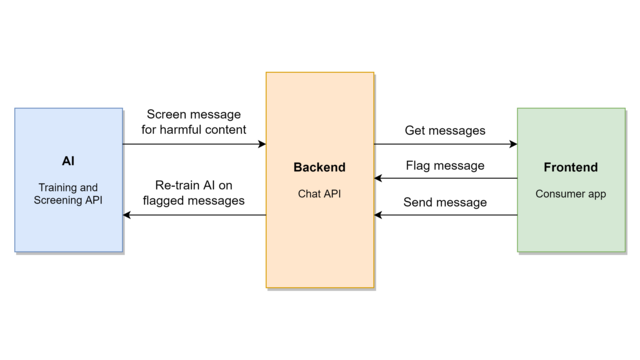 AI
Training and
Screening API
Screen message
for harmful content
Re-train AI on
flagged messages
Backend
Chat API
Get messages
Flag message
Send message
Frontend
Consumer app